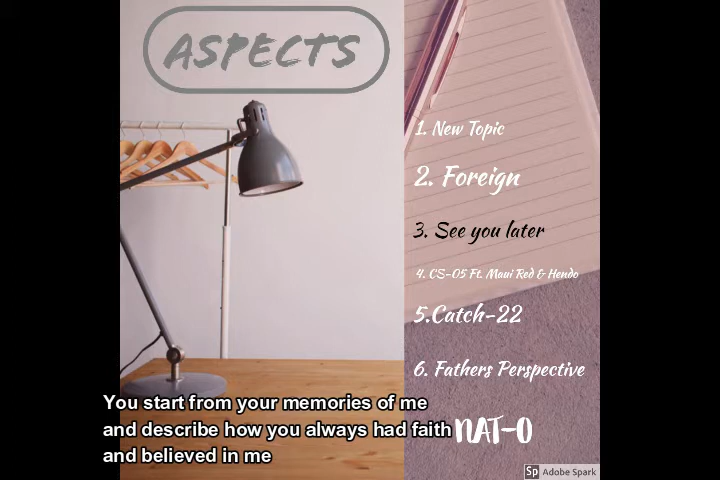 ASPECTS
1. New Topic
2. Foreign
3. See you later
4. CS-05 Ft. Maui Red & Hendo
5.Catch-22
6. Fathers Perspective
NAT-O
You start from your memories of me
and describe how you always had faith
and believed in me
Sp Adobe Spark